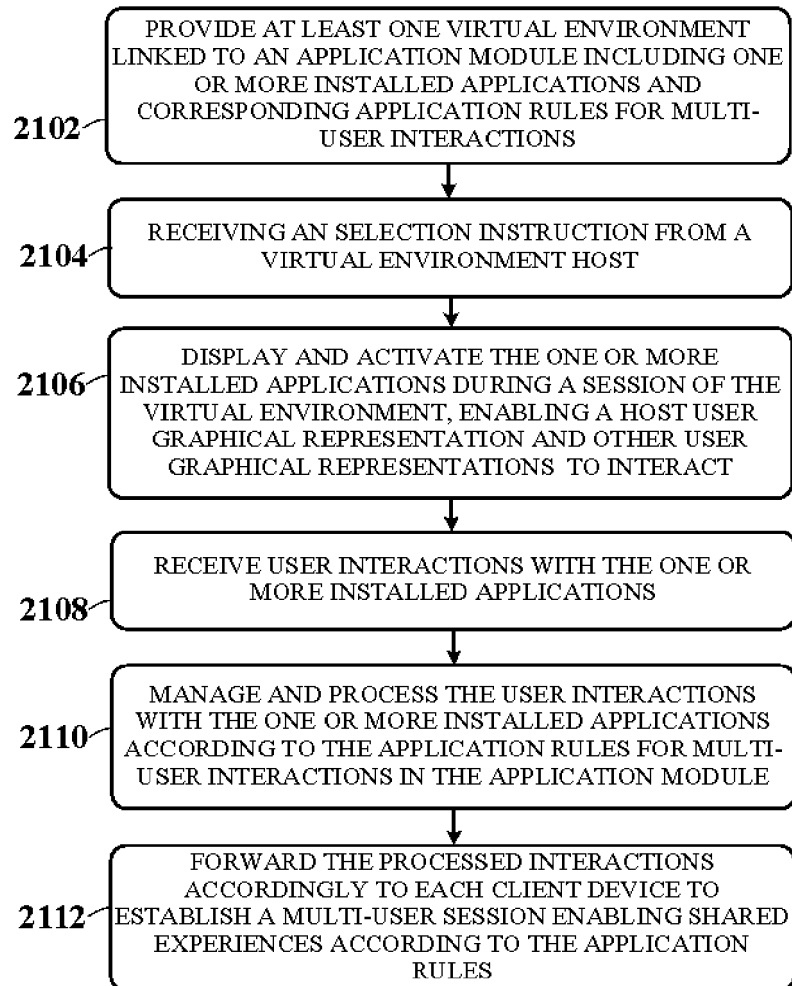 PROVIDE AT LEAST ONE VIRTUAL ENVIRONMENT
LINKED TO AN APPLICATION MODULE INCLUDING ONE
OR MORE INSTALLED APPLICATIONS AND
CORRESPONDING APPLICATION RULES FOR MULTI-
USER INTERACTIONS
2102
RECEIVING AN SELECTION INSTRUCTION FROM A
VIRTUAL ENVIRONMENT HOST
2104
DISPLAY AND ACTIVATE THE ONE OR MORE
INSTALLED APPLICATIONS DURING A SESSION OF THE
VIRTUAL ENVIRONMENT, ENABLING A HOST USER
GRAPHICAL REPRESENTATION AND OTHER USER
GRAPHICAL REPRESENTATIONS TO INTERACT
2106
RECEIVE USER INTERACTIONS WITH THE ONE OR
MORE INSTALLED APPLICATIONS
2108
MANAGE AND PROCESS THE USER INTERACTIONS
WITH THE ONE OR MORE INSTALLED APPLICATIONS
ACCORDING TO THE APPLICATION RULES FOR MULTI-
USER INTERACTIONS IN THE APPLICATION MODULE
2110
FORWARD THE PROCESSED INTERACTIONS
ACCORDINGLY TO EACH CLIENT DEVICE TO
ESTABLISH A MULTI-USER SESSION ENABLING SHARED
EXPERIENCES ACCORDING TO THE APPLICATION
RULES
2112